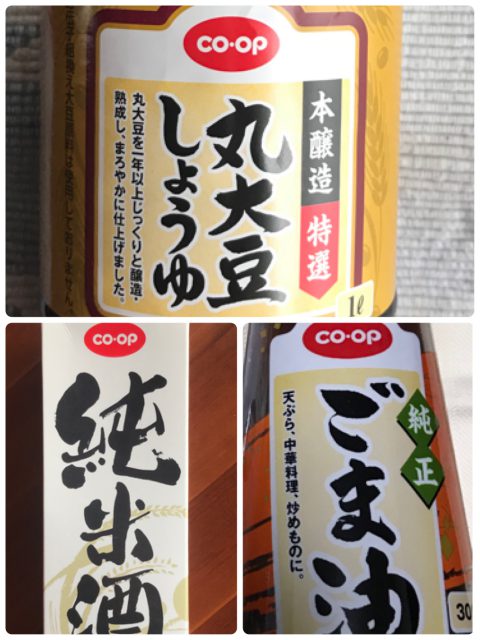 CO·OP
本醸造
特選
丸大豆
しょうゆ
丸大豆を一年以上じっくりと醸造・
熟成し、まろやかに仕上げました。
1ℓ
CO·OP
純米酒
CO·OP
純正
ごま油
天ぷら、中華料理、炒めものに。
30